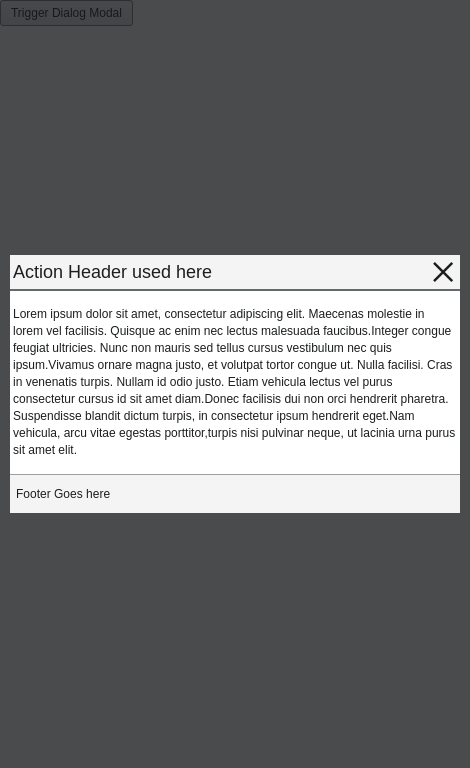 Trigger Dialog Modal
Action Header used here
Lorem ipsum dolor sit amet, consectetur adipiscing elit. Maecenas molestie in
lorem vel facilisis. Quisque ac enim nec lectus malesuada faucibus.Integer congue
feugiat ultricies. Nunc non mauris sed tellus cursus vestibulum nec quis
ipsum.Vivamus ornare magna justo, et volutpat tortor congue ut. Nulla facilisi. Cras
in venenatis turpis. Nullam id odio justo. Etiam vehicula lectus vel purus
consectetur cursus id sit amet diam.Donec facilisis dui non orci hendrerit pharetra.
Suspendisse blandit dictum turpis, in consectetur ipsum hendrerit eget.Nam
vehicula, arcu vitae egestas porttitor,turpis nisi pulvinar neque, ut lacinia urna purus
sit amet elit.
Footer Goes here